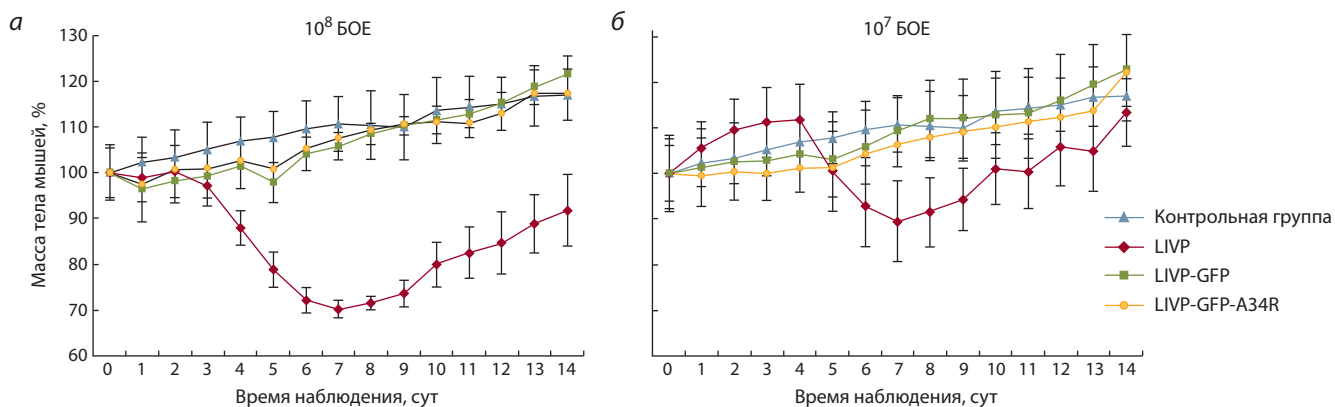 а
10⁸ БОЕ
Масса тела мышей, %
130
120
110
100
90
80
70
60
0 1 2 3 4 5 6 7 8 9 10 11 12 13 14
Время наблюдения, сут
б
10⁷ БОЕ
0 1 2 3 4 5 6 7 8 9 10 11 12 13 14
Время наблюдения, сут
Контрольная группа
LIVP
LIVP-GFP
LIVP-GFP-A34R